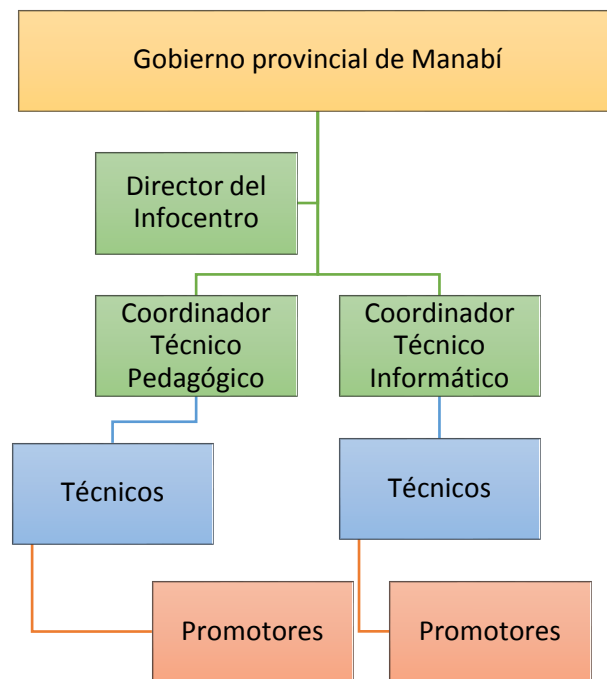 Gobierno provincial de Manabí
Director del
Infocentro
Coordinador
Técnico
Pedagógico
Coordinador
Técnico
Informático
Técnicos
Técnicos
Promotores
Promotores